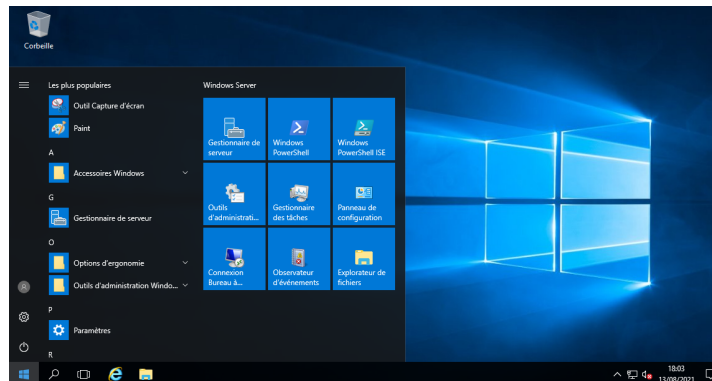 Corbeille
Les plus populaires
Outil Capture d'écran
Paint
A
Accessoires Windows
G
Gestionnaire de serveur
O
Options d'ergonomie
Outils d'administration Windo...
P
Paramètres
R
Windows Server
Gestionnaire de
serveur
Windows
PowerShell
Windows
PowerShell ISE
Outils
d'administrati...
Gestionnaire
des tâches
Panneau de
configuration
Connexion
Bureau à...
Observateur
d'événements
Explorateur de
fichiers
18:03
13/08/2021